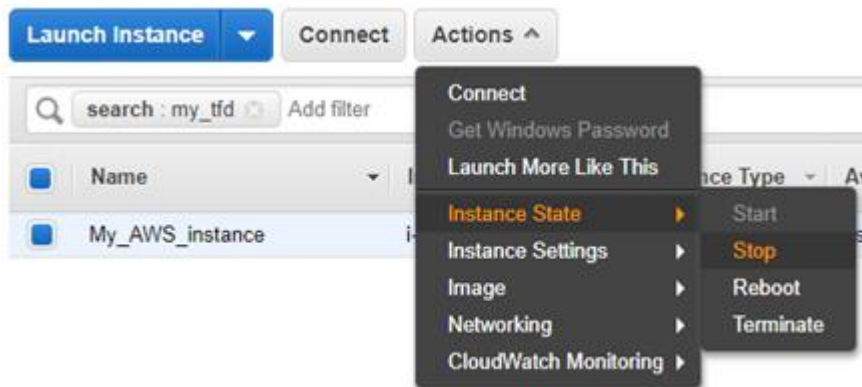 Launch Instance Connect Actions
search : my_tfd Add filter
Connect
Get Windows Password
Launch More Like This
Name
Type
Instance State
Start
My_AWS_instance
Instance Settings
Stop
Image
Reboot
Networking
Terminate
CloudWatch Monitoring